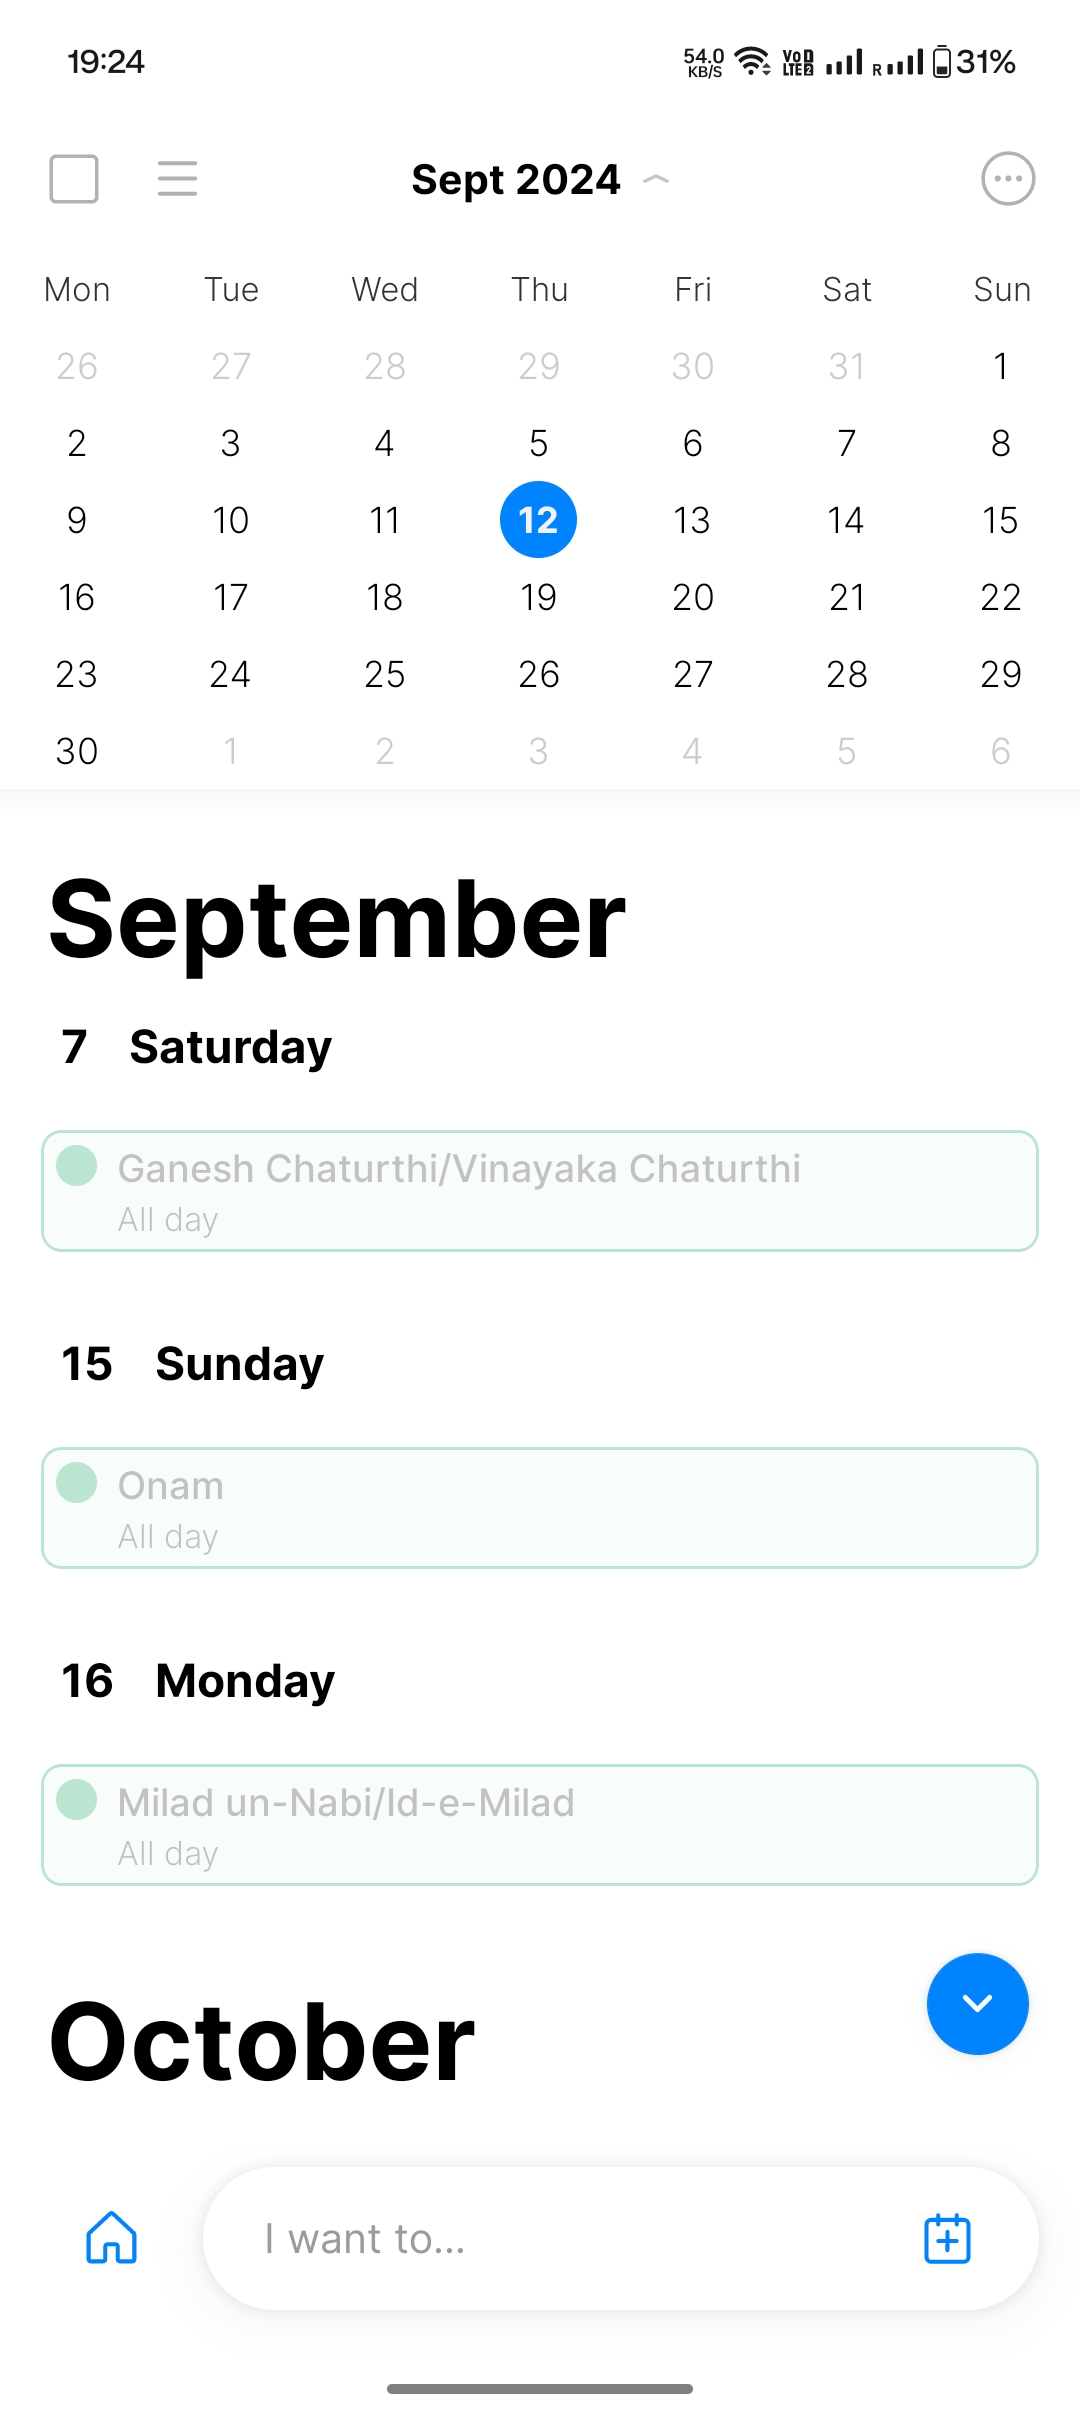 19:24
54.0 KB/S VoD LTE2 R 31%
Sept 2024
Mon Tue Wed Thu Fri Sat Sun
26 27 28 29 30 31 1
2 3 4 5 6 7 8
9 10 11 12 13 14 15
16 17 18 19 20 21 22
23 24 25 26 27 28 29
30 1 2 3 4 5 6
September
7 Saturday
Ganesh Chaturthi/Vinayaka Chaturthi
All day
15 Sunday
Onam
All day
16 Monday
Milad un-Nabi/Id-e-Milad
All day
October
I want to...